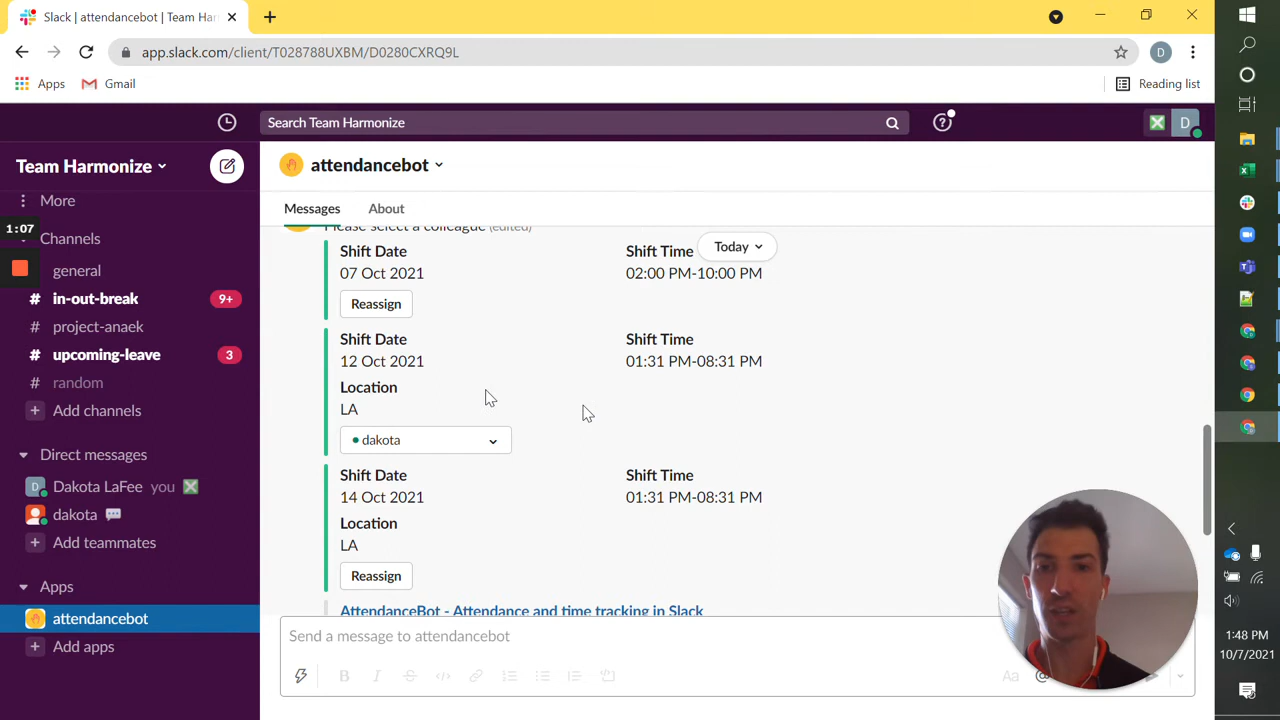 Slack | attendancebot | Team Har
app.slack.com/client/T028788UXBM/D0280CXRQ9L
D
Apps
Gmail
Reading list
Search Team Harmonize
D
Team Harmonize
attendancebot
More
Messages
About
1:07
Channels
Please select a colleague (edited)
Today
Shift Date
Shift Time
07 Oct 2021
02:00 PM-10:00 PM
Reassign
general
# in-out-break 9+
# project-anaek
# upcoming-leave 3
# random
+ Add channels
Shift Date
Shift Time
12 Oct 2021
01:31 PM-08:31 PM
Location
LA
dakota
Direct messages
D Dakota LaFee you
dakota
+ Add teammates
Shift Date
Shift Time
14 Oct 2021
01:31 PM-08:31 PM
Location
LA
Reassign
Apps
attendancebot
+ Add apps
AttendanceBot - Attendance and time tracking in Slack
Send a message to attendancebot
B I S
Aa @
1:48 PM
10/7/2021